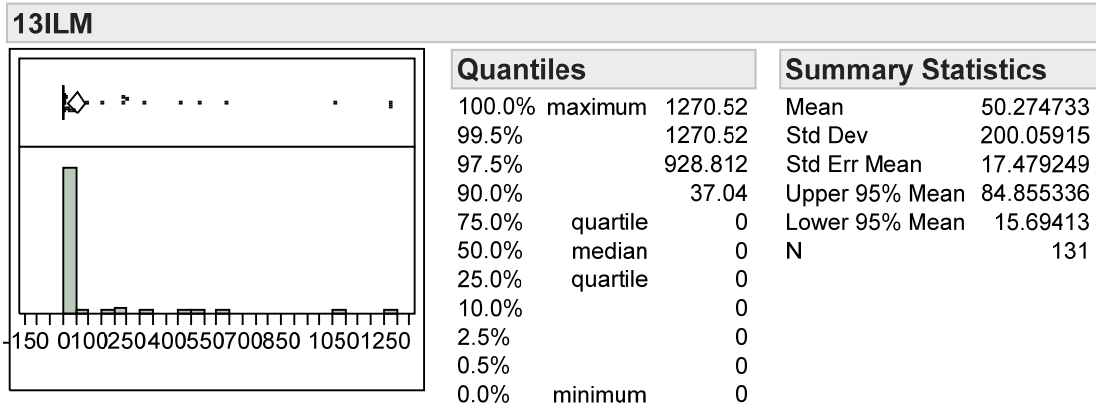 13ILM
-150 0100250400550700850 10501250
Quantiles
100.0% maximum 1270.52
99.5% 1270.52
97.5% 928.812
90.0% 37.04
75.0% quartile 0
50.0% median 0
25.0% quartile 0
10.0% 0
2.5% 0
0.5% 0
0.0% minimum 0
Summary Statistics
Mean 50.274733
Std Dev 200.05915
Std Err Mean 17.479249
Upper 95% Mean 84.855336
Lower 95% Mean 15.69413
N 131